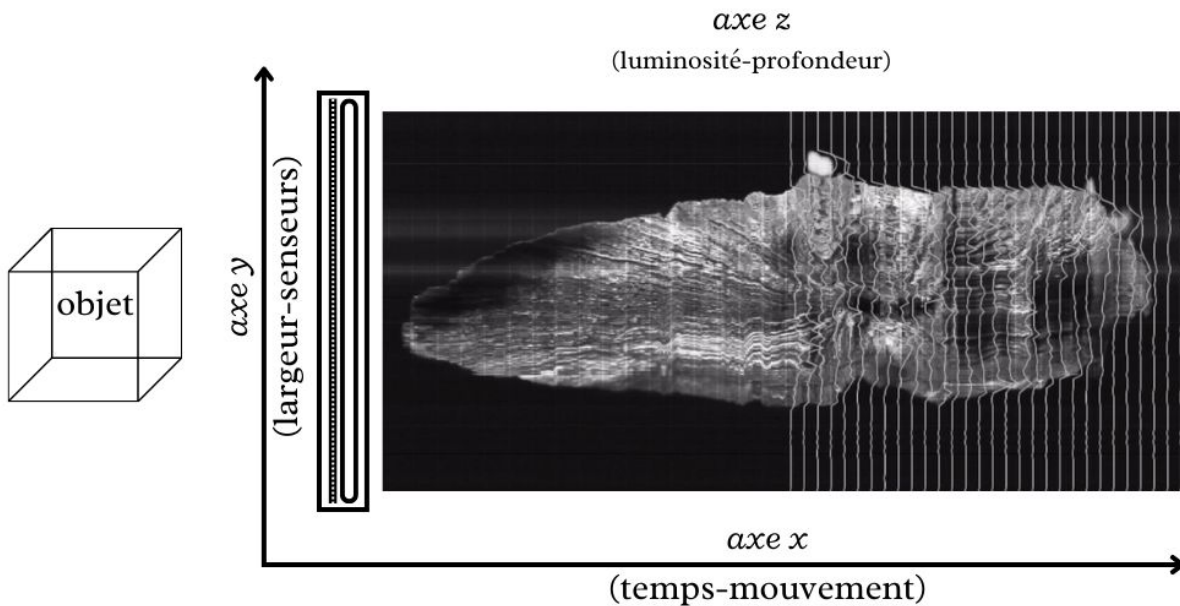 axe z
(luminosité-profondeur)
axe y
(largeur-senseurs)
objet
axe x
(temps-mouvement)